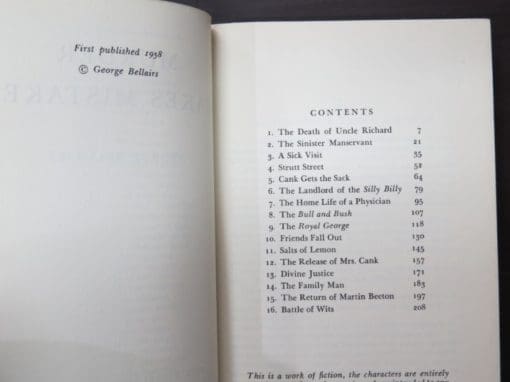 First published 1958
© George Bellairs
AKES MISTAKE
CONTENTS
1. The Death of Uncle Richard 7
2. The Sinister Manservant 21
3. A Sick Visit 35
4. Strutt Street 52
5. Cank Gets the Sack 64
6. The Landlord of the Silly Billy 79
7. The Home Life of a Physician 95
8. The Bull and Bush 107
9. The Royal George 118
10. Friends Fall Out 130
11. Salts of Lemon 145
12. The Release of Mrs. Cank 157
13. Divine Justice 171
14. The Family Man 183
15. The Return of Martin Beeton 197
16. Battle of Wits 208
This is a work of fiction, the characters are entirely